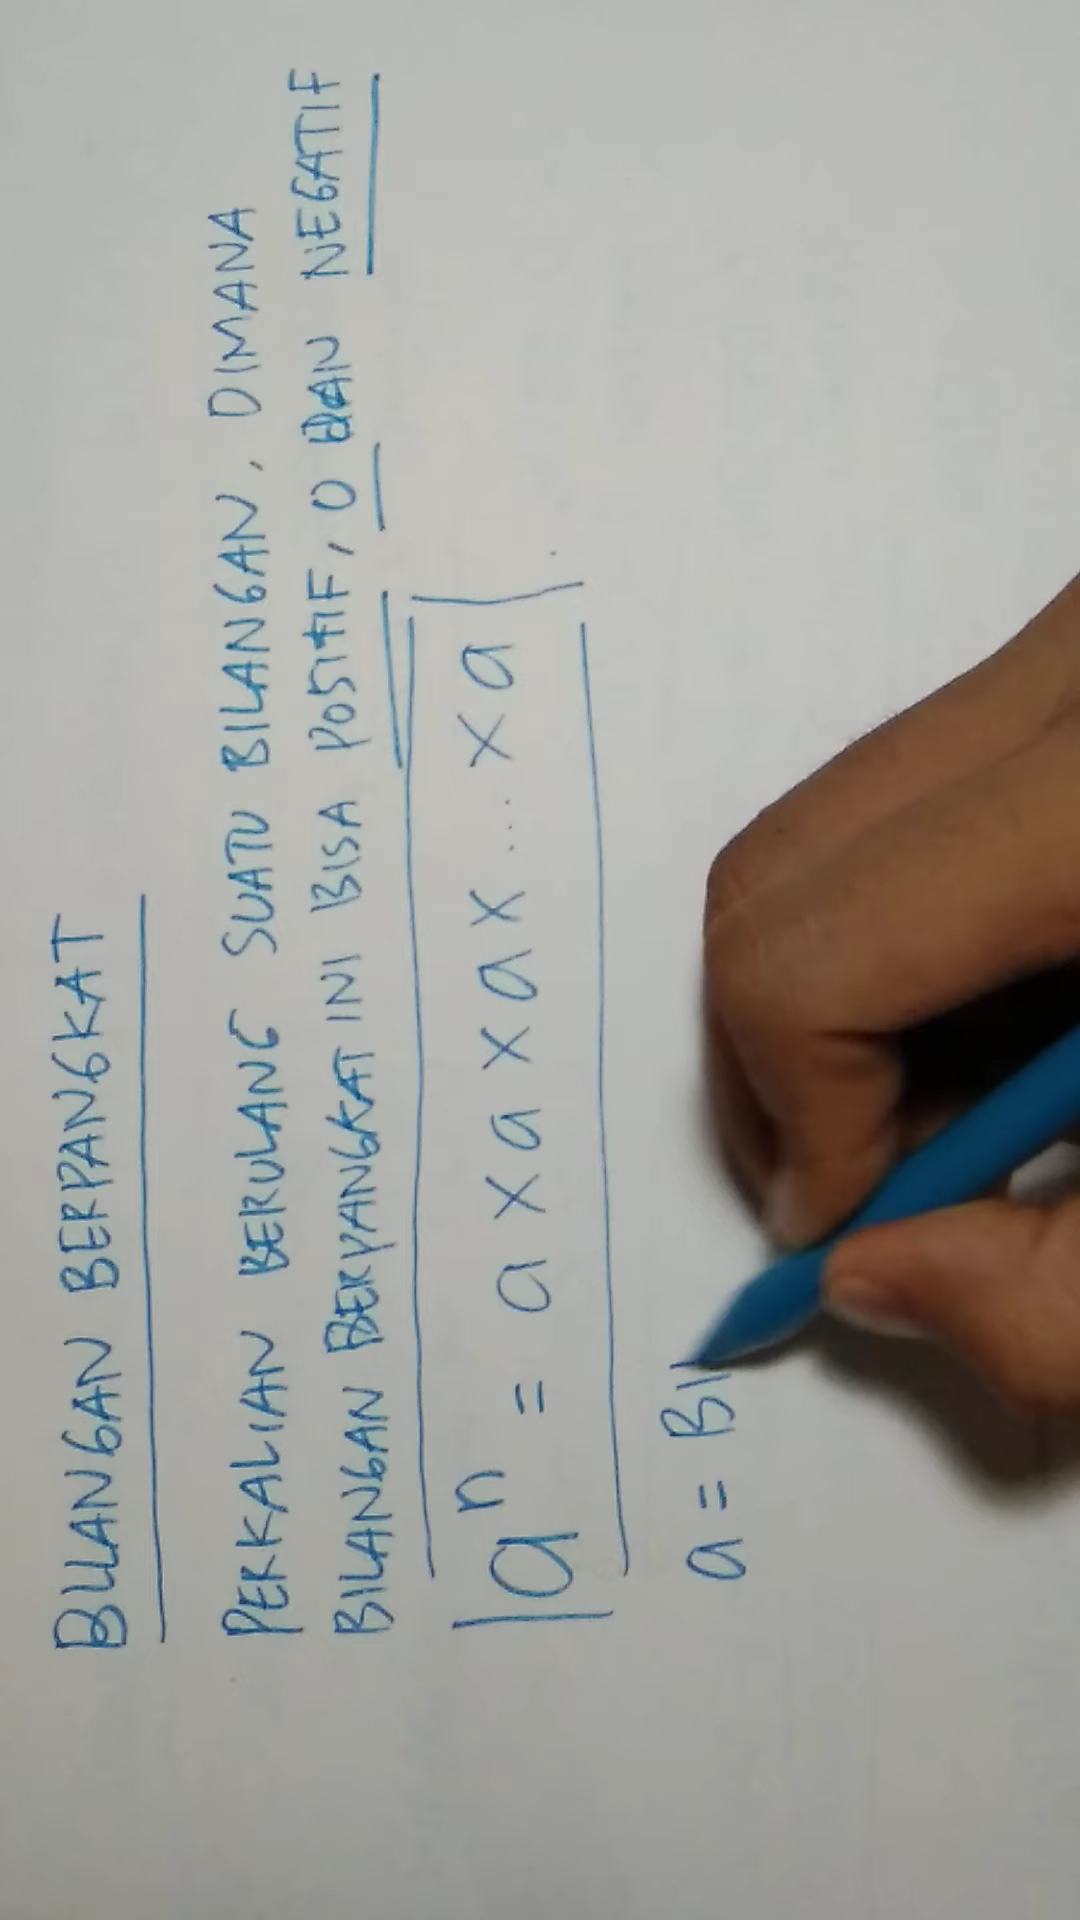 BILANGAN BERPANGKAT
PERKALIAN BERULANG SUATU BILANGAN, DIMANA
BILANGAN BERPANGKAT INI BISA POSITIF, 0 DAN NEGATIF
aⁿ = a x a x a x ... x a
a = BI